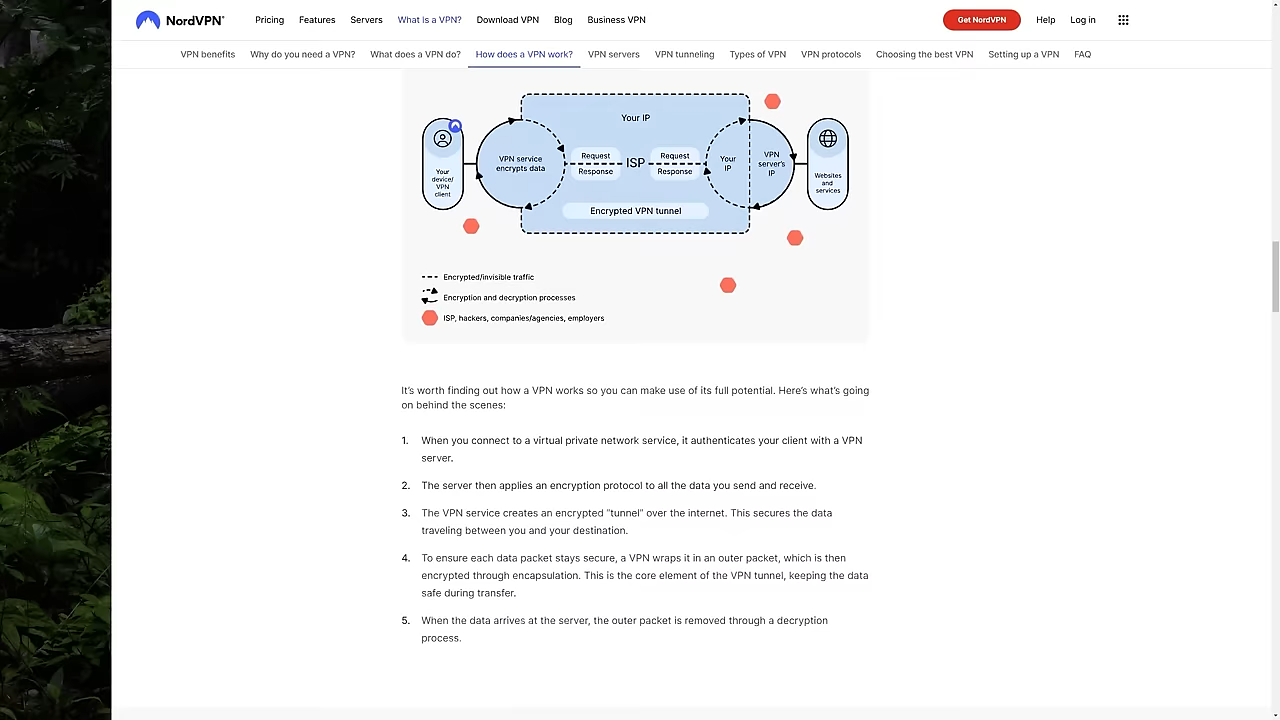 NordVPN®
Pricing
Features
Servers
What is a VPN?
Download VPN
Blog
Business VPN
Get NordVPN
Help
Log in
VPN benefits
Why do you need a VPN?
What does a VPN do?
How does a VPN work?
VPN servers
VPN tunneling
Types of VPN
VPN protocols
Choosing the best VPN
Setting up a VPN
FAQ
Your IP
Your
device/
VPN
client
VPN service
encrypts data
Request
Response
ISP
Request
Response
Your
IP
VPN
server's
IP
Websites
and
services
Encrypted VPN tunnel
Encrypted/invisible traffic
Encryption and decryption processes
ISP, hackers, companies/agencies, employers
It's worth finding out how a VPN works so you can make use of its full potential. Here's what's going
on behind the scenes:
1. When you connect to a virtual private network service, it authenticates your client with a VPN
server.
2. The server then applies an encryption protocol to all the data you send and receive.
3. The VPN service creates an encrypted "tunnel" over the internet. This secures the data
traveling between you and your destination.
4. To ensure each data packet stays secure, a VPN wraps it in an outer packet, which is then
encrypted through encapsulation. This is the core element of the VPN tunnel, keeping the data
safe during transfer.
5. When the data arrives at the server, the outer packet is removed through a decryption
process.